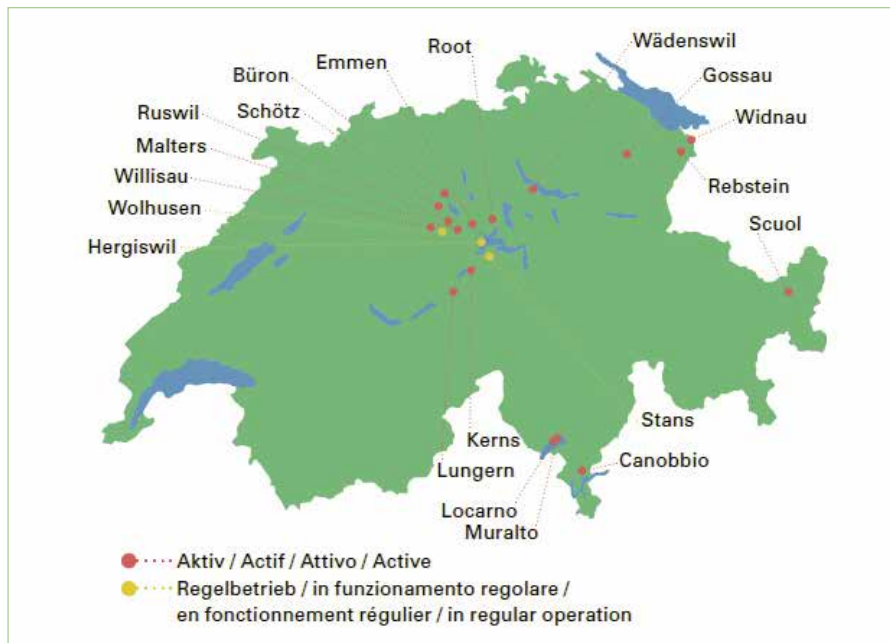 Root
Wädenswil
Emmen
Büron
Gossau
Ruswil
Schötz
Widnau
Malters
Willisau
Rebstein
Wolhusen
Scuol
Hergiswil
Stans
Kerns
Canobbio
Lungern
Locarno
Muralto
Aktiv / Actif / Attivo / Active
Regelbetrieb / in funzionamento regolare /
en fonctionnement régulier / in regular operation